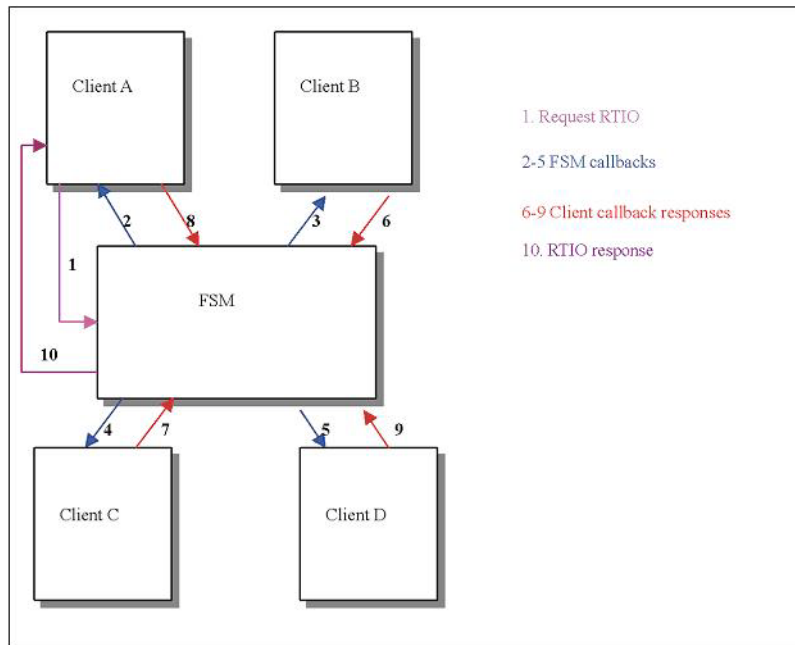 Client A
Client B
1. Request RTIO
2-5 FSM callbacks
6-9 Client callback responses
10. RTIO response
2
8
3
6
1
FSM
10
4
7
5
9
Client C
Client D